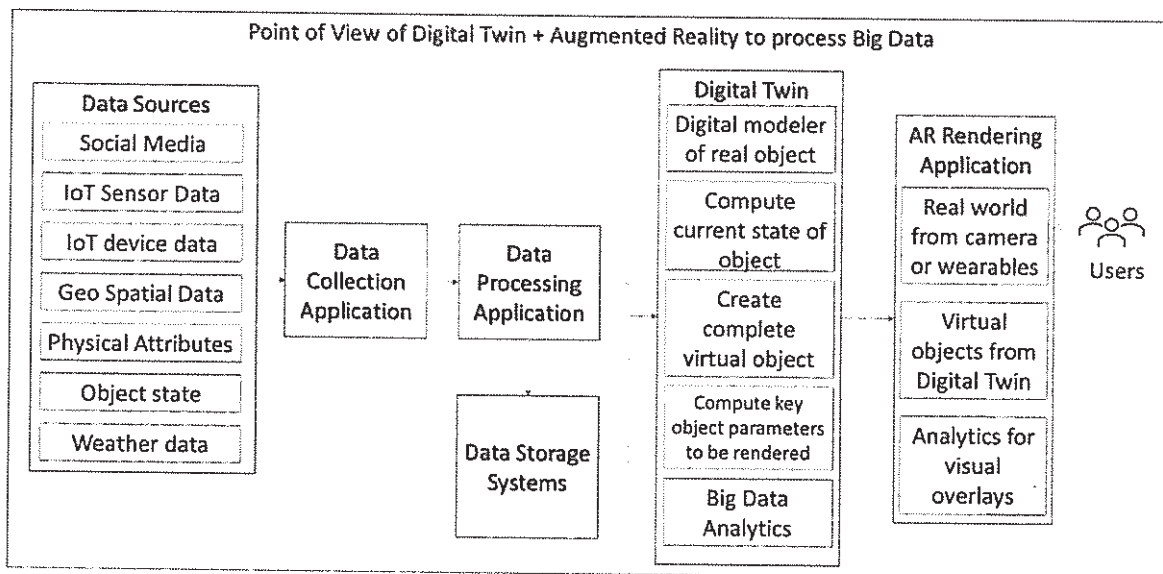 Point of View of Digital Twin + Augmented Reality to process Big Data
Data Sources
Social Media
IoT Sensor Data
IoT device data
Geo Spatial Data
Physical Attributes
Object state
Weather data
Data
Collection
Application
Data
Processing
Application
Data Storage
Systems
Digital Twin
Digital modeler
of real object
Compute
current state of
object
Create
complete
virtual object
Compute key
object parameters
to be rendered
Big Data
Analytics
AR Rendering
Application
Real world
from camera
or wearables
Virtual
objects from
Digital Twin
Analytics for
visual
overlays
Users